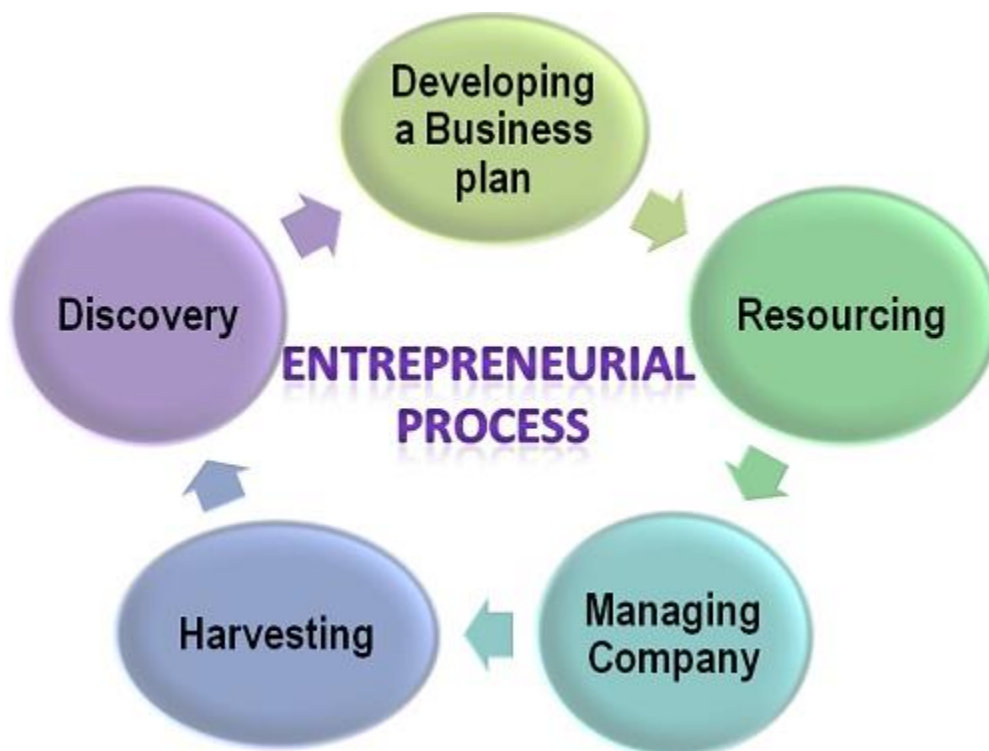 Developing
a Business
plan
Discovery
Resourcing
ENTREPRENEURIAL
PROCESS
Harvesting
Managing
Company